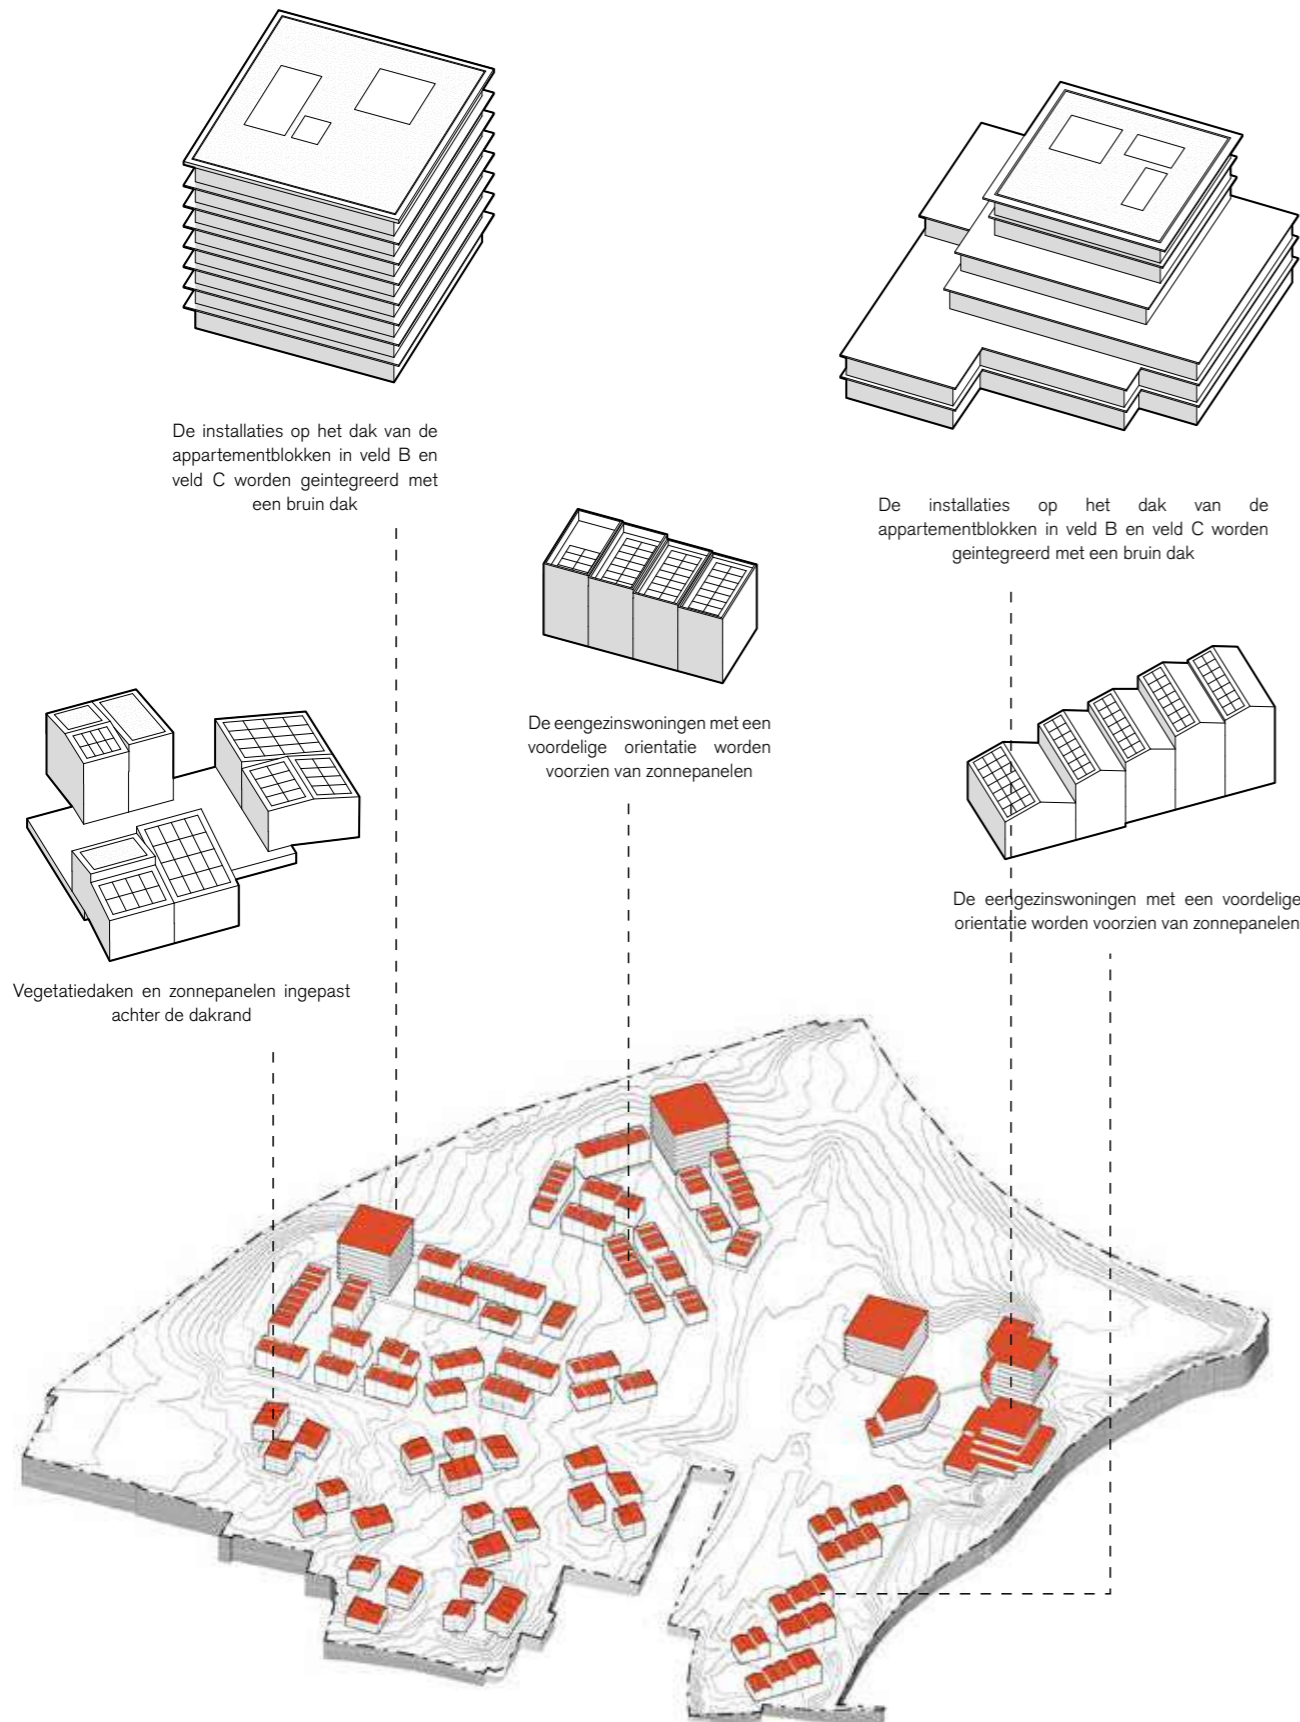 De installaties op het dak van de
appartementblokken in veld B en
veld C worden geintegreerd met
een bruin dak
De installaties op het dak van de
appartementblokken in veld B en veld C worden
geintegreerd met een bruin dak
De eengezinswoningen met een
voordelige orientatie worden
voorzien van zonnepanelen
De eengezinswoningen met een voordelige
orientatie worden voorzien van zonnepanelen
Vegetatiedaken en zonnepanelen ingepast
achter de dakrand